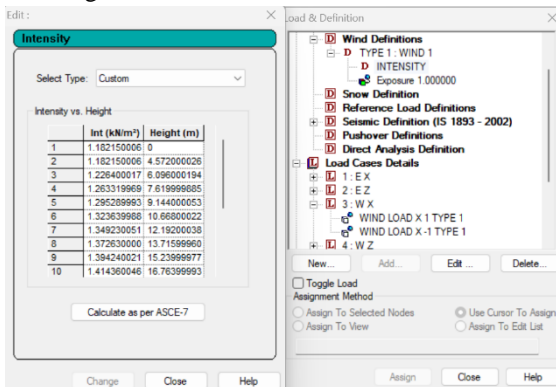 Edit :
Intensity
Select Type: Custom
Intensity vs. Height
Int (kN/m²) Height (m)
1 1.182150006 0
2 1.182150006 4.572000026
3 1.226400017 6.096000194
4 1.263319969 7.619999885
5 1.295289993 9.144000053
6 1.323639988 10.66800022
7 1.349230051 12.19200038
8 1.372630000 13.71599960
9 1.394240021 15.23999977
10 1.414360046 16.76399993
Calculate as per ASCE-7
Change Close Help
Load & Definition
Wind Definitions
TYPE 1 : WIND 1
INTENSITY
Exposure 1.000000
Snow Definition
Reference Load Definitions
Seismic Definition (IS 1893 - 2002)
Pushover Definitions
Direct Analysis Definition
Load Cases Details
1 : E X
2 : E Z
3 : W X
WIND LOAD X 1 TYPE 1
WIND LOAD X -1 TYPE 1
4 : W Z
New... Add... Edit ... Delete...
Toggle Load
Assignment Method
Assign To Selected Nodes Use Cursor To Assign
Assign To View Assign To Edit List
Assign Close Help